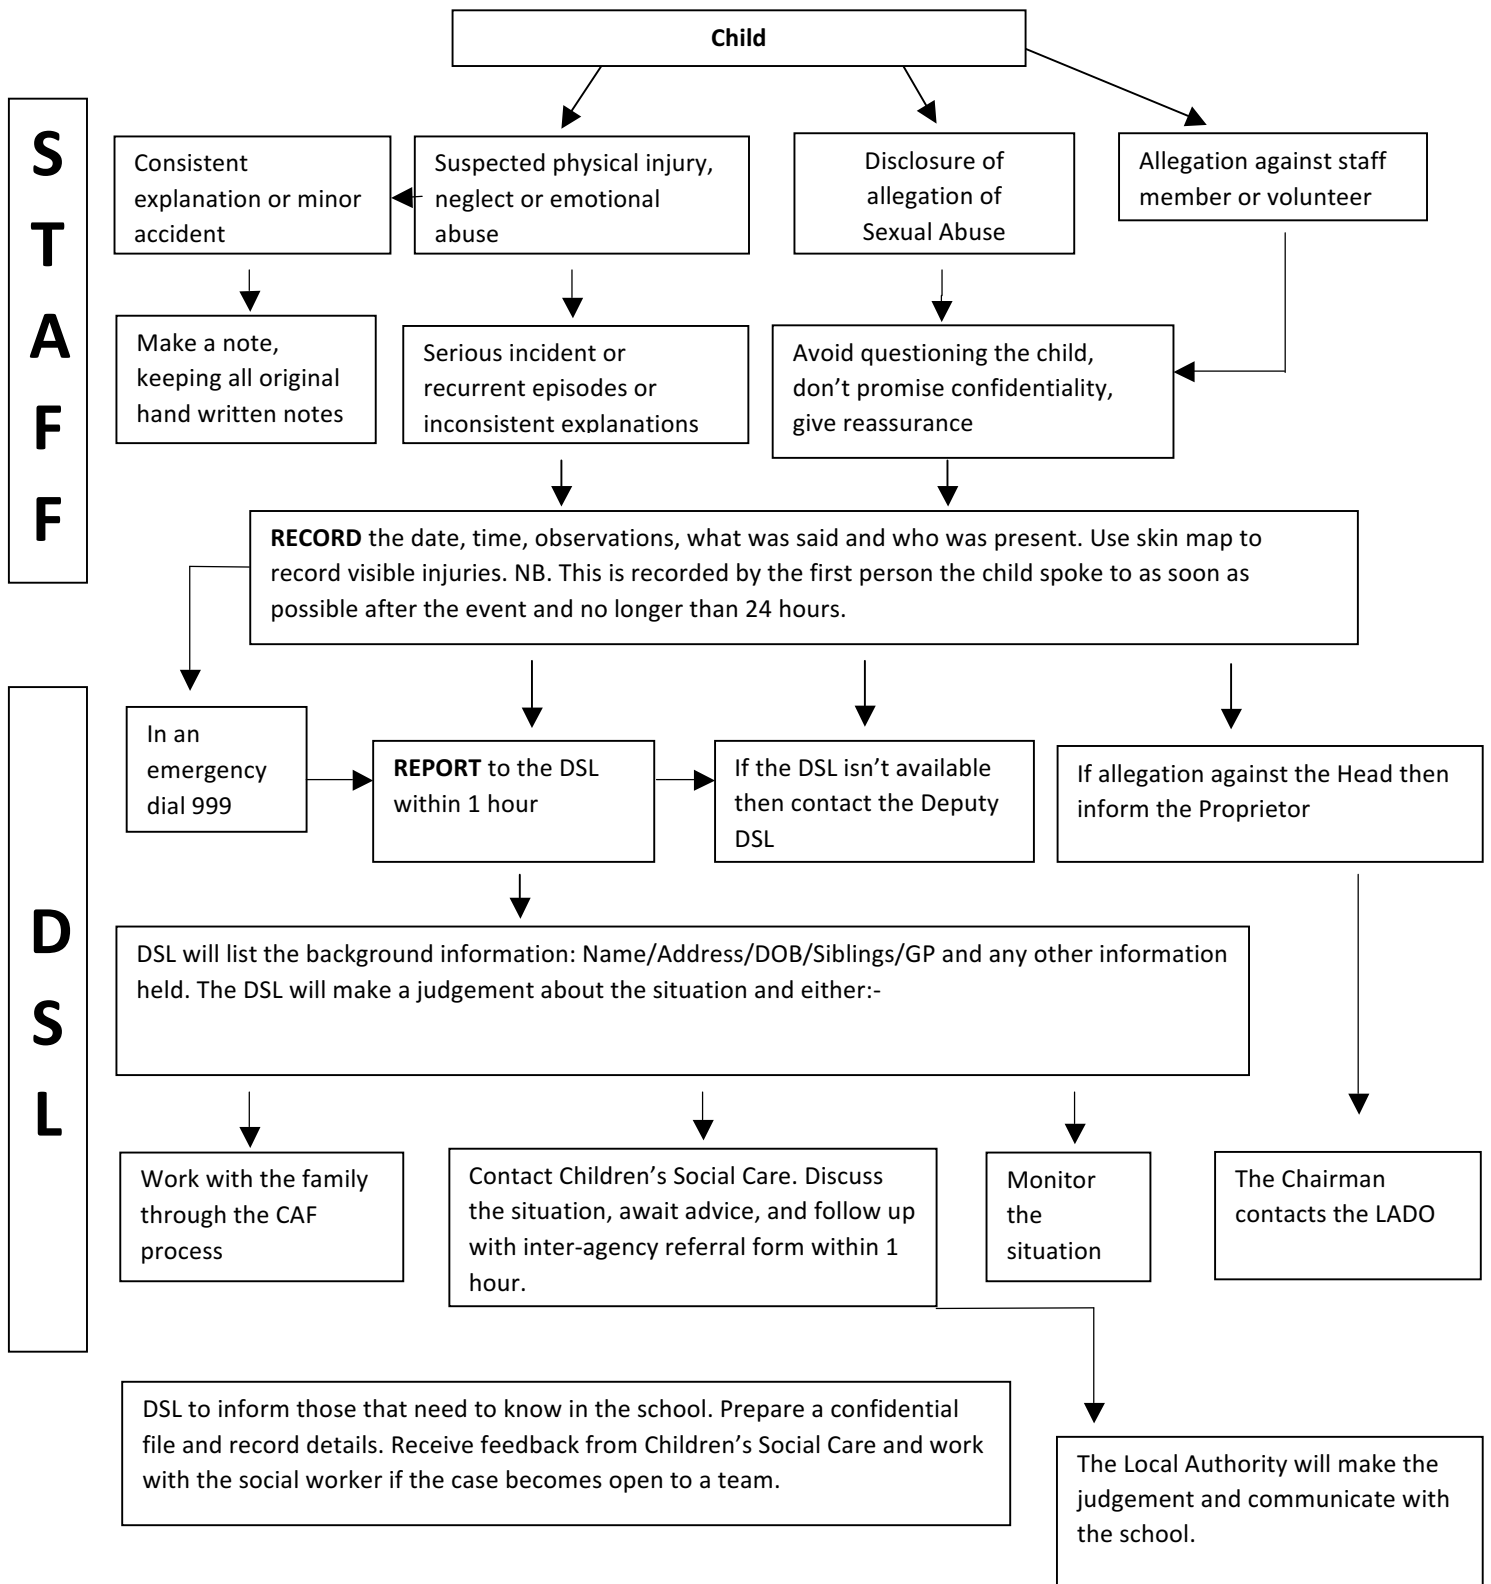 Child
S
T
A
F
F
Consistent
explanation or minor
accident
Suspected physical injury,
neglect or emotional
abuse
Disclosure of
allegation of
Sexual Abuse
Allegation against staff
member or volunteer
Make a note,
keeping all original
hand written notes
Serious incident or
recurrent episodes or
inconsistent explanations
Avoid questioning the child,
don’t promise confidentiality,
give reassurance
RECORD the date, time, observations, what was said and who was present. Use skin map to
record visible injuries. NB. This is recorded by the first person the child spoke to as soon as
possible after the event and no longer than 24 hours.
D
S
L
In an
emergency
dial 999
REPORT to the DSL
within 1 hour
If the DSL isn’t available
then contact the Deputy
DSL
If allegation against the Head then
inform the Proprietor
DSL will list the background information: Name/Address/DOB/Siblings/GP and any other information
held. The DSL will make a judgement about the situation and either:-
Work with the family
through the CAF
process
Contact Children’s Social Care. Discuss
the situation, await advice, and follow up
with inter-agency referral form within 1
hour.
Monitor
the
situation
The Chairman
contacts the LADO
DSL to inform those that need to know in the school. Prepare a confidential
file and record details. Receive feedback from Children’s Social Care and work
with the social worker if the case becomes open to a team.
The Local Authority will make the
judgement and communicate with
the school.